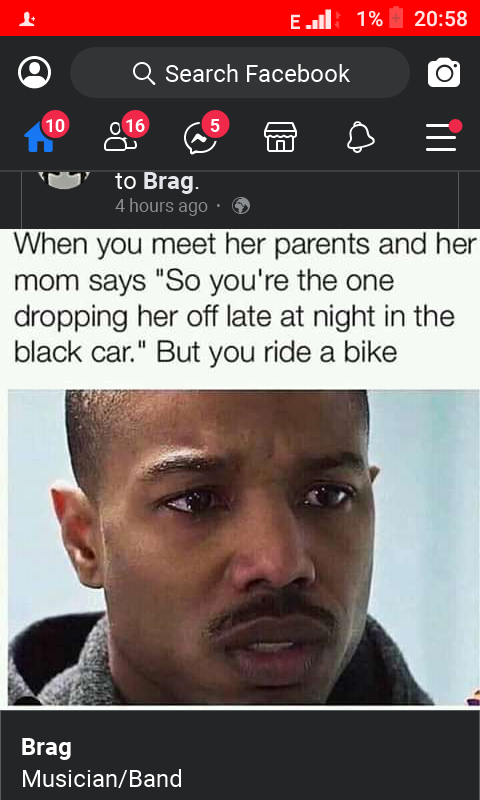 E 1% 20:58
Search Facebook
10 16 5
to Brag.
4 hours ago ·
When you meet her parents and her
mom says "So you're the one
dropping her off late at night in the
black car." But you ride a bike
Brag
Musician/Band